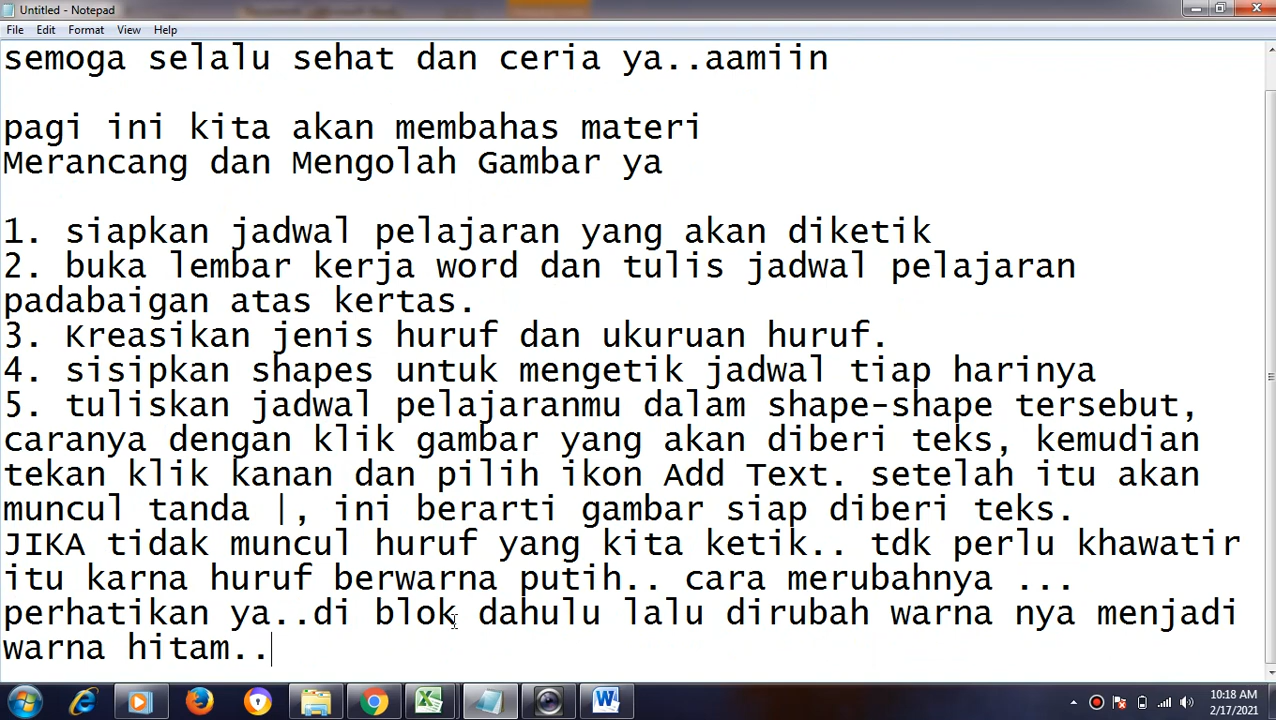 Untitled - Notepad
File Edit Format View Help
semoga selalu sehat dan ceria ya..aamiin
pagi ini kita akan membahas materi
Merancang dan Mengolah Gambar ya
1. siapkan jadwal pelajaran yang akan diketik
2. buka lembar kerja word dan tulis jadwal pelajaran
padabaigan atas kertas.
3. Kreasikan jenis huruf dan ukuruan huruf.
4. sisipkan shapes untuk mengetik jadwal tiap harinya
5. tuliskan jadwal pelajaranmu dalam shape-shape tersebut,
caranya dengan klik gambar yang akan diberi teks, kemudian
tekan klik kanan dan pilih ikon Add Text. setelah itu akan
muncul tanda |, ini berarti gambar siap diberi teks.
JIKA tidak muncul huruf yang kita ketik.. tdk perlu khawatir
itu karna huruf berwarna putih.. cara merubahnya ...
perhatikan ya..di blok dahulu lalu dirubah warna nya menjadi
warna hitam..
10:18 AM
2/17/2021